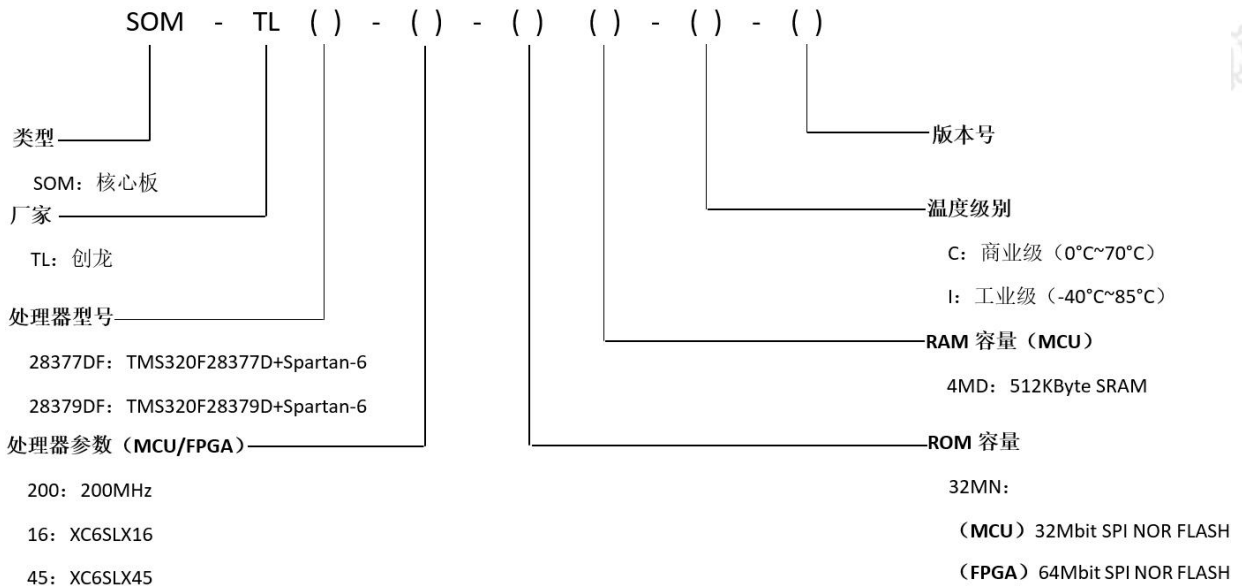 SOM - TL ( ) - ( ) - ( ) ( ) - ( ) - ( )
类型
SOM：核心板
厂家
TL：创龙
处理器型号
28377DF：TMS320F28377D+Spartan-6
28379DF：TMS320F28379D+Spartan-6
处理器参数（MCU/FPGA）
200：200MHz
16：XC6SLX16
45：XC6SLX45
版本号
温度级别
C：商业级（0°C~70°C）
I：工业级（-40°C~85°C）
RAM 容量（MCU）
4MD：512KByte SRAM
ROM 容量
32MN：
（MCU）32Mbit SPI NOR FLASH
（FPGA）64Mbit SPI NOR FLASH